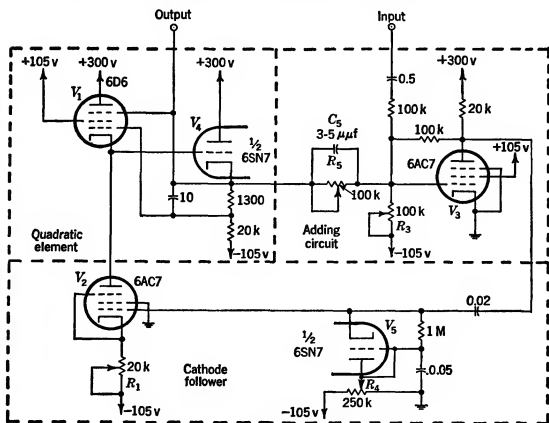 Output
Input
+105 v
+300 v
6D6
V1
+300 v
V4
½
6SN7
0.5
+300 v
100 k
20 k
100 k
C5
3-5 μμf
R5
100 k
6AC7
+105 v
V3
10
1300
20 k
−105 v
100 k
R3
−105 v
Adding
circuit
Quadratic
element
V2
6AC7
0.02
½
6SN7
V5
1 M
0.05
R4
250 k
−105 v
20 k
R1
−105 v
Cathode
follower